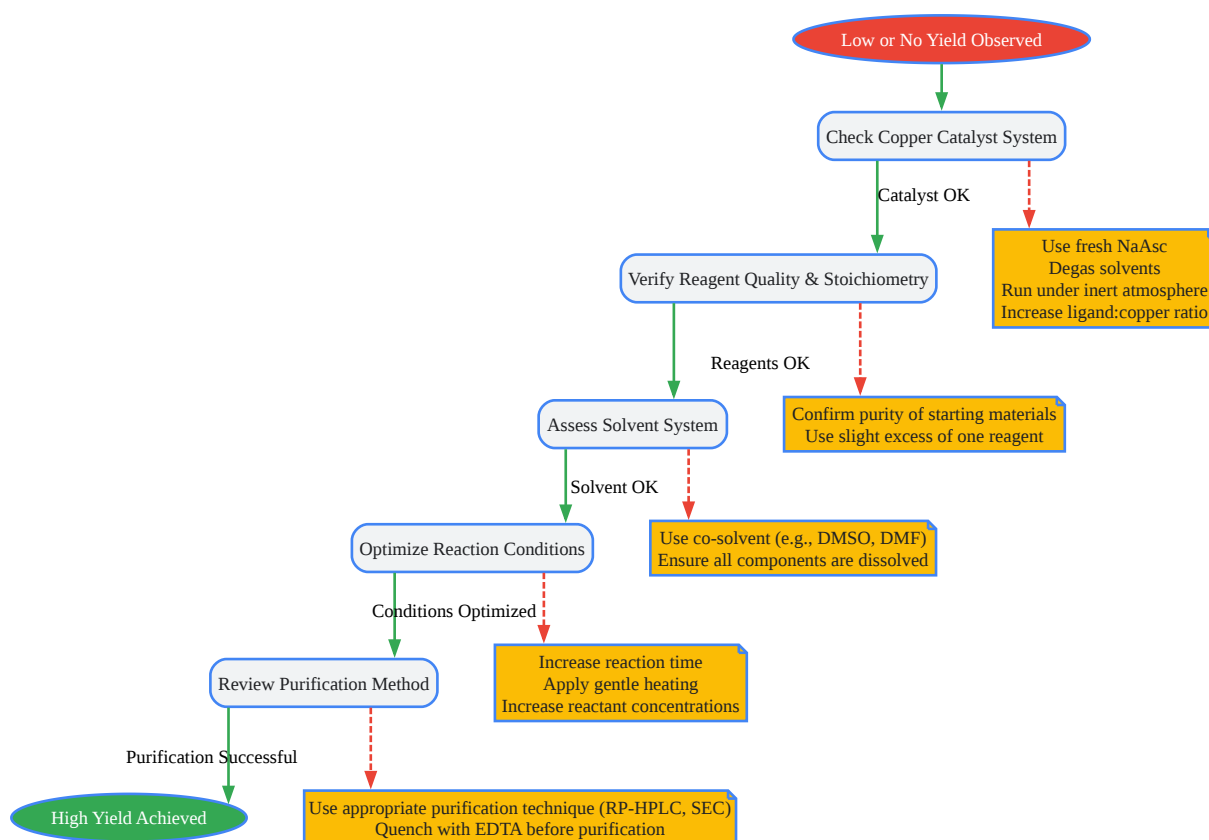 Low or No Yield Observed
Check Copper Catalyst System
Catalyst OK
Use fresh NaAsc
Degas solvents
Run under inert atmosphere
Increase ligand:copper ratio
Verify Reagent Quality & Stoichiometry
Reagents OK
Confirm purity of starting materials
Use slight excess of one reagent
Assess Solvent System
Solvent OK
Use co-solvent (e.g., DMSO, DMF)
Ensure all components are dissolved
Optimize Reaction Conditions
Conditions Optimized
Increase reaction time
Apply gentle heating
Increase reactant concentrations
Review Purification Method
Purification Successful
Use appropriate purification technique (RP-HPLC, SEC)
Quench with EDTA before purification
High Yield Achieved